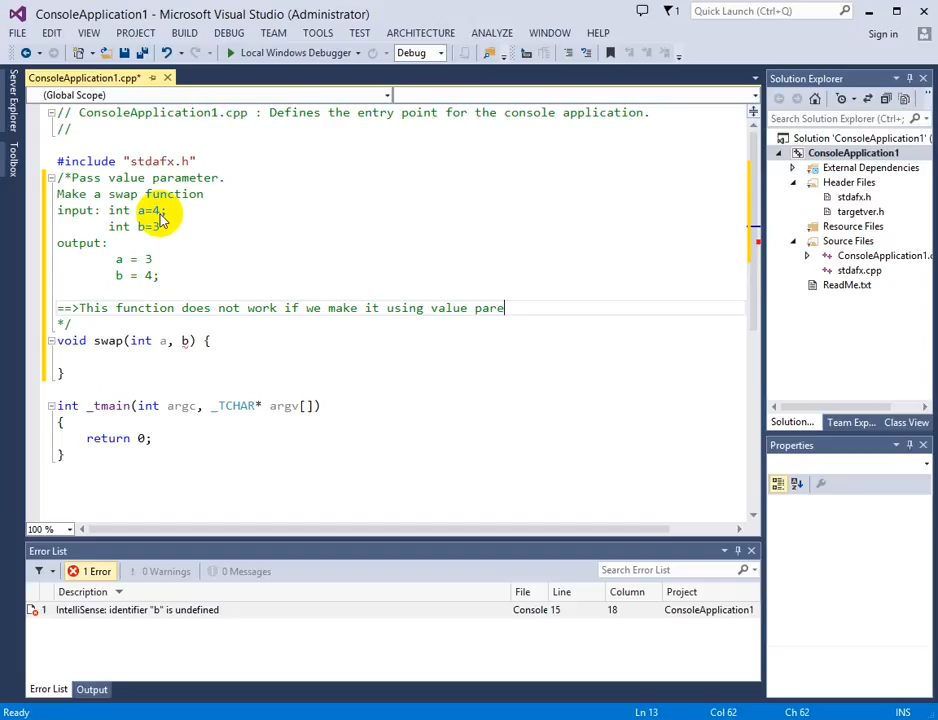 ConsoleApplication1 - Microsoft Visual Studio (Administrator)
1
Quick Launch (Ctrl+Q)
FILE EDIT VIEW PROJECT BUILD DEBUG TEAM TOOLS TEST ARCHITECTURE ANALYZE WINDOW HELP
Sign in
Local Windows Debugger
Debug
Server Explorer
Toolbox
ConsoleApplication1.cpp*
(Global Scope)
// ConsoleApplication1.cpp : Defines the entry point for the console application.
//
#include "stdafx.h"
/*Pass value parameter.
Make a swap function
input: int a=4;
int b=3
output:
a = 3
b = 4;
==>This function does not work if we make it using value pare
*/
void swap(int a, b) {
}
int _tmain(int argc, _TCHAR* argv[])
{
return 0;
}
100 %
Solution Explorer
Search Solution Explorer (Ctrl+;
Solution 'ConsoleApplication1' (
ConsoleApplication1
External Dependencies
Header Files
stdafx.h
targetver.h
Resource Files
Source Files
ConsoleApplication1.c
stdafx.cpp
ReadMe.txt
Solution... Team Exp... Class View
Properties
Error List
1 Error
0 Warnings
0 Messages
Search Error List
Description File Line Column Project
1 IntelliSense: identifier "b" is undefined Console 15 18 ConsoleApplication1
Error List Output
Ready Ln 13 Col 62 Ch 62 INS